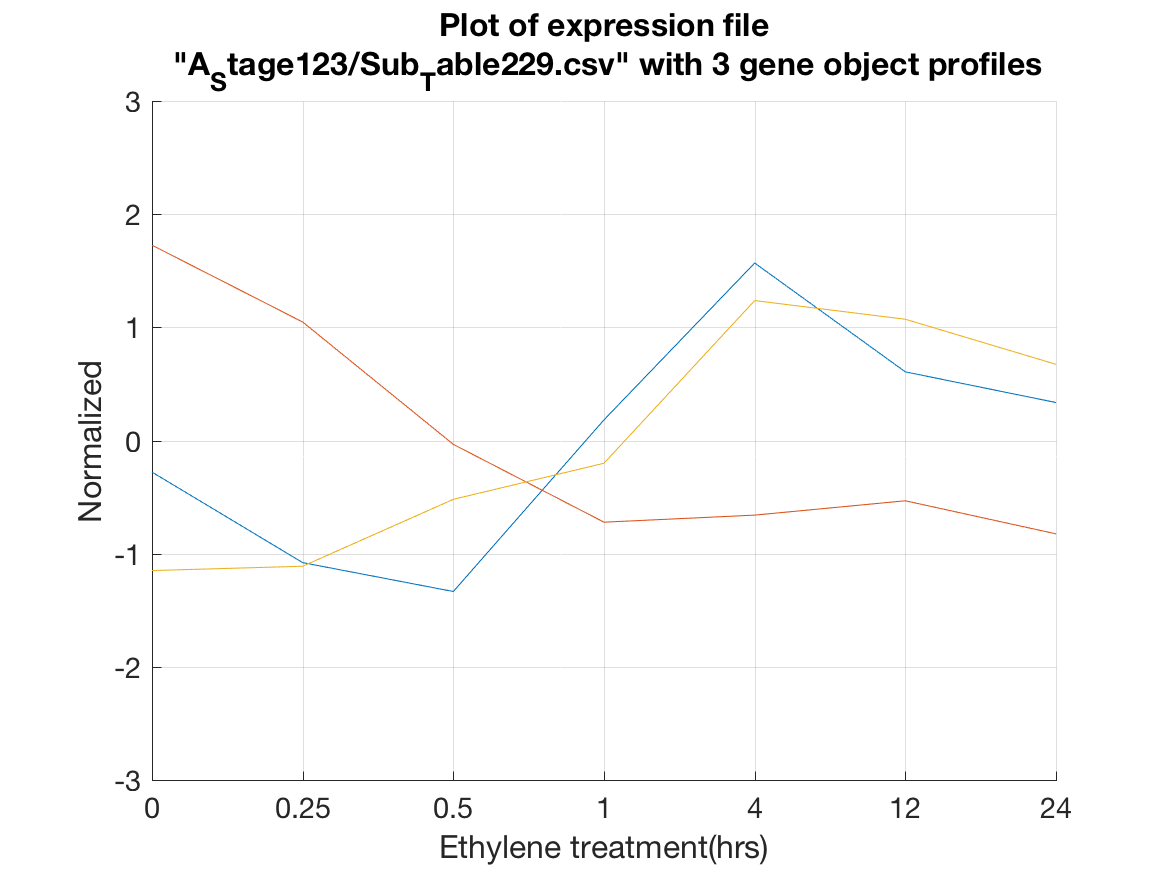 Plot of expression file
"A_Stage123/Sub_Table229.csv" with 3 gene object profiles
3
2
1
0
-1
-2
-3
Normalized
0 0.25 0.5 1 4 12 24
Ethylene treatment(hrs)